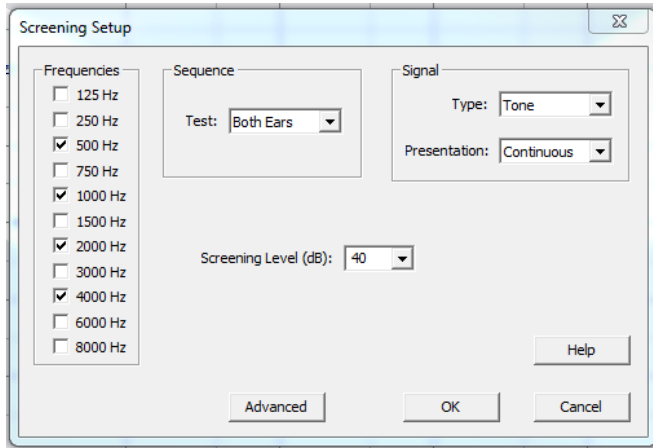 Screening Setup
Frequencies
125 Hz
250 Hz
500 Hz
750 Hz
1000 Hz
1500 Hz
2000 Hz
3000 Hz
4000 Hz
6000 Hz
8000 Hz
Sequence
Test: Both Ears
Signal
Type: Tone
Presentation: Continuous
Screening Level (dB): 40
Help
Advanced
OK
Cancel